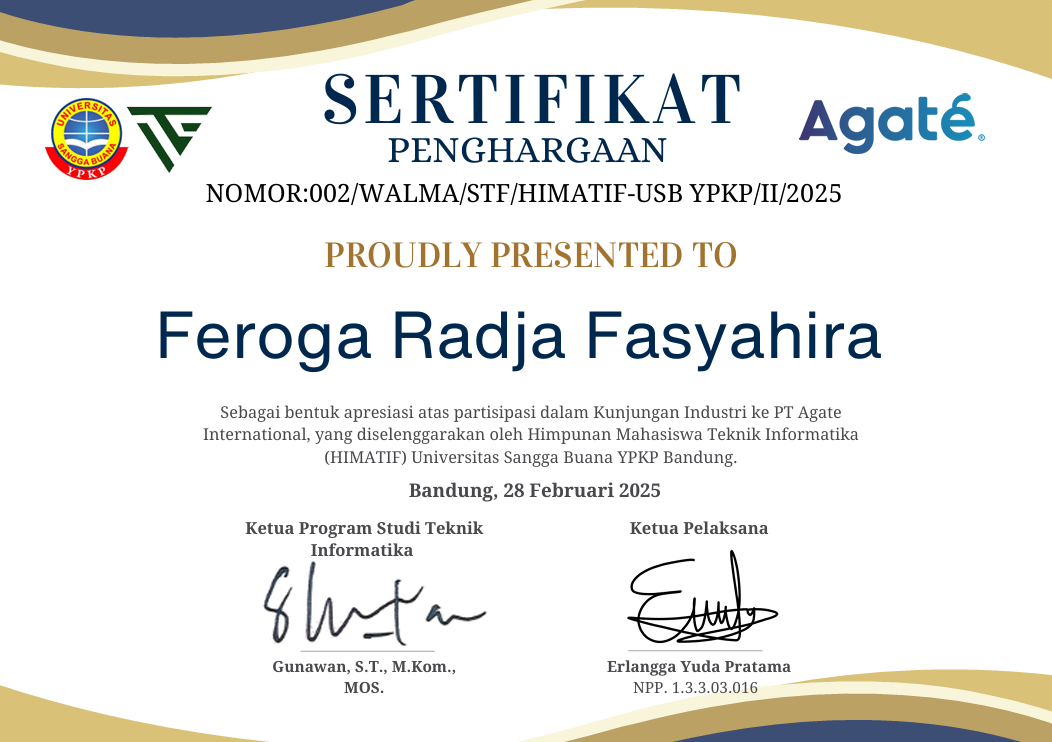 SERTIFIKAT
PENGHARGAAN
UNIVERSITAS
SANGGA BUANA
YPKP
Agaté®
NOMOR:002/WALMA/STF/HIMATIF-USB YPKP/II/2025
PROUDLY PRESENTED TO
Feroga Radja Fasyahira
Sebagai bentuk apresiasi atas partisipasi dalam Kunjungan Industri ke PT Agate
International, yang diselenggarakan oleh Himpunan Mahasiswa Teknik Informatika
(HIMATIF) Universitas Sangga Buana YPKP Bandung.
Bandung, 28 Februari 2025
Ketua Program Studi Teknik
Informatika
Ketua Pelaksana
Gunawan, S.T., M.Kom.,
MOS.
Erlangga Yuda Pratama
NPP. 1.3.3.03.016